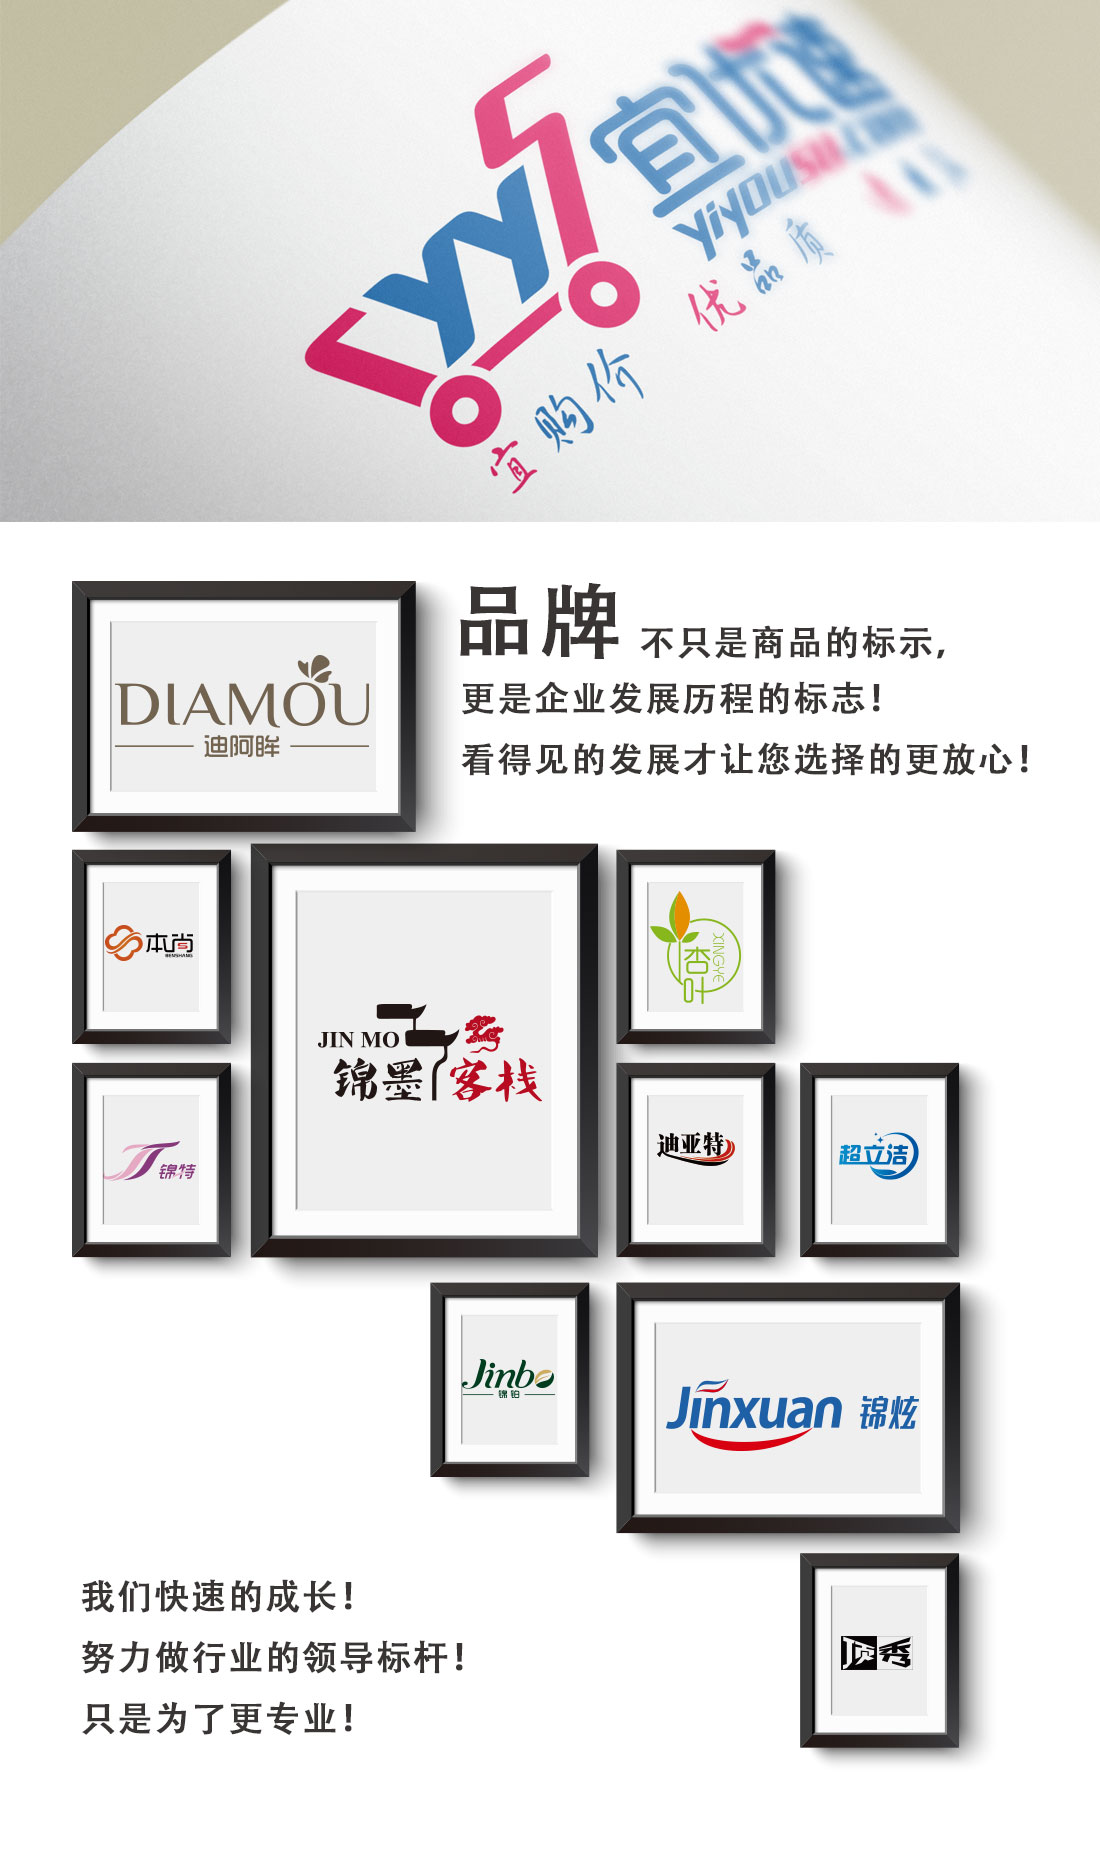 宜优
yiyousu.com
宜购价 优品质
品牌 不只是商品的标示,
更是企业发展历程的标志!
看得见的发展才让您选择的更放心!
DIAMOU
迪阿眸
本尚
BENSHANG
JIN MO
锦墨客栈
杏叶
XINGYE
锦特
迪亚特
超立洁
Jinbo
锦铂
Jinxuan 锦炫
我们快速的成长!
努力做行业的领导标杆!
只是为了更专业!
顶秀